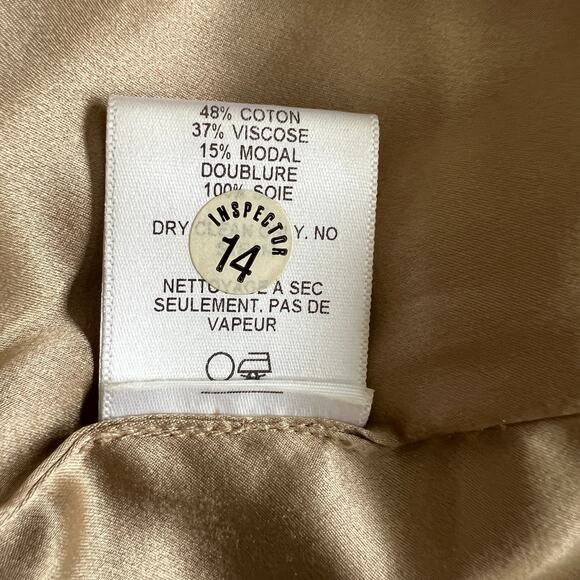 48% COTON
37% VISCOSE
15% MODAL
DOUBLURE
100% SOIE
INSPECTOR
14
DRY CLEAN Y. NO
NETTOYAGE A SEC
SEULEMENT. PAS DE
VAPEUR